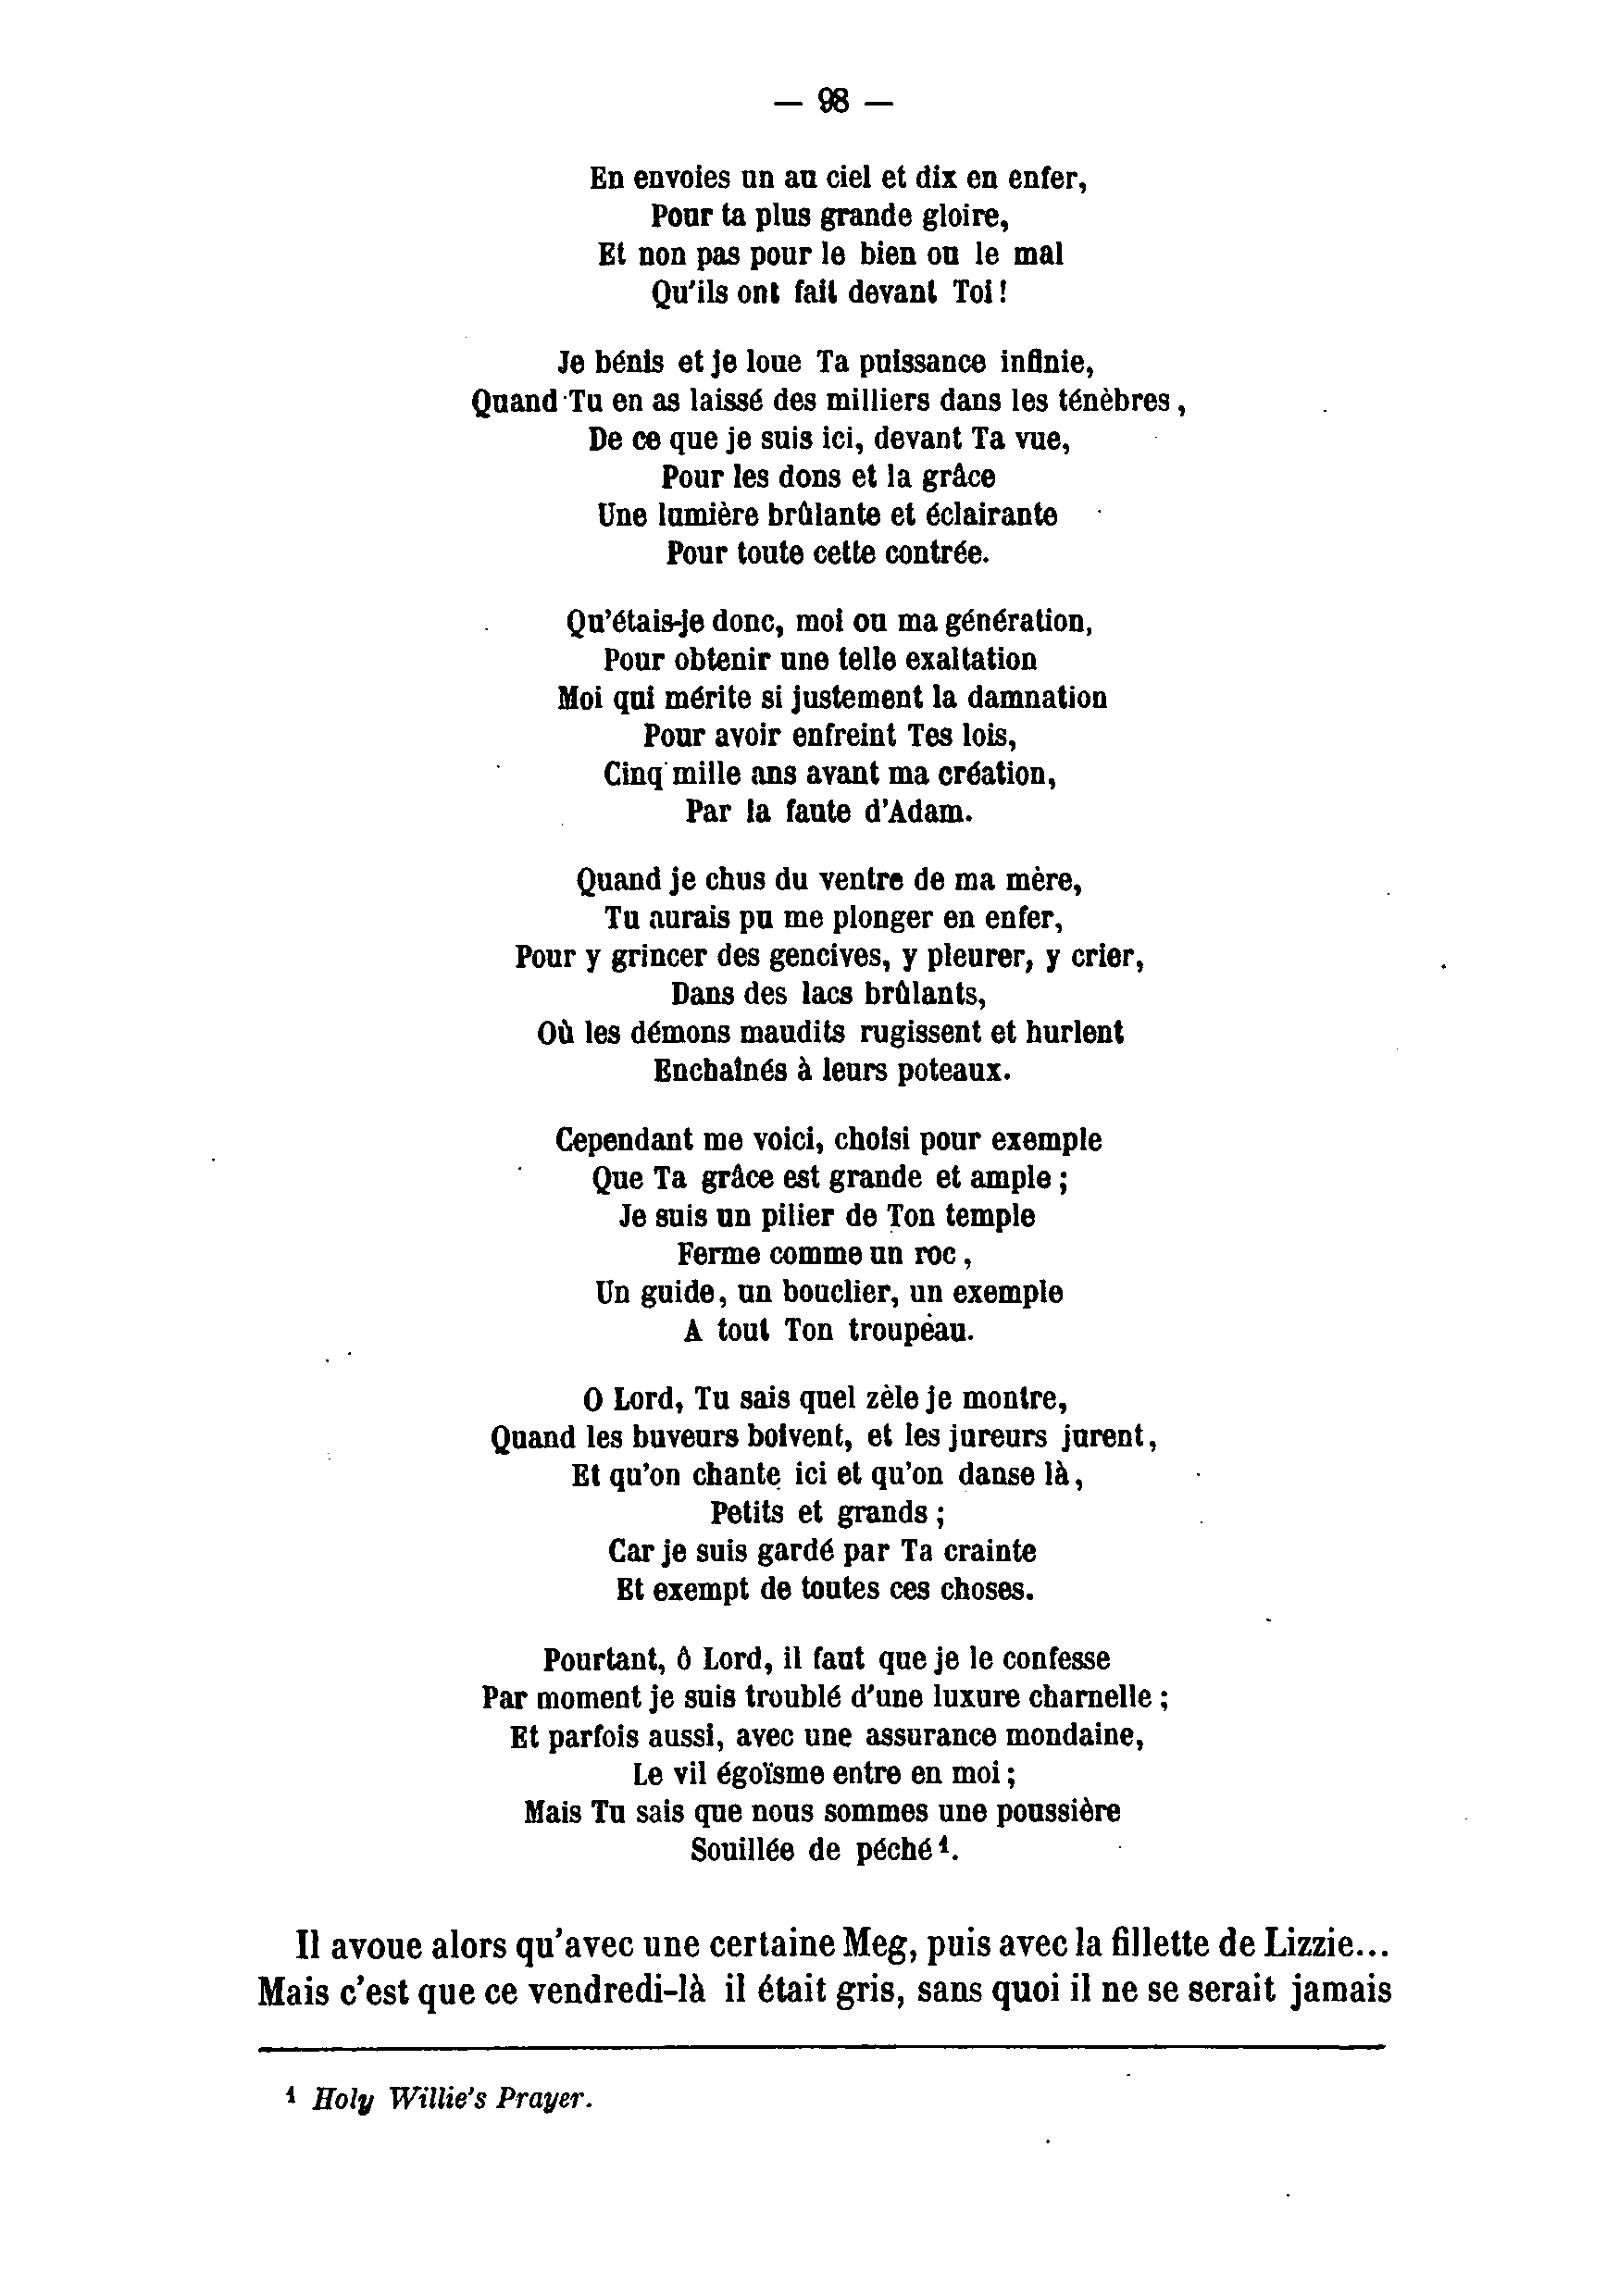 — 98 —
En envoies un au ciel et dix en enfer,
Pour ta plus grande gloire,
Et non pas pour le bien ou le mal
Qu'ils ont fait devant Toi !
Je bénis et je loue Ta puissance infinie,
Quand Tu en as laissé des milliers dans les ténèbres,
De ce que je suis ici, devant Ta vue,
Pour les dons et la grâce
Une lumière brûlante et éclairante
Pour toute cette contrée.
Qu'étais-je donc, moi ou ma génération,
Pour obtenir une telle exaltation
Moi qui mérite si justement la damnation
Pour avoir enfreint Tes lois,
Cinq mille ans avant ma création,
Par la faute d'Adam.
Quand je chus du ventre de ma mère,
Tu aurais pu me plonger en enfer,
Pour y grincer des gencives, y pleurer, y crier,
Dans des lacs brûlants,
Où les démons maudits rugissent et hurlent
Enchaînés à leurs poteaux.
Cependant me voici, choisi pour exemple
Que Ta grâce est grande et ample ;
Je suis un pilier de Ton temple
Ferme comme un roc,
Un guide, un bouclier, un exemple
A tout Ton troupeau.
O Lord, Tu sais quel zèle je montre,
Quand les buveurs boivent, et les jureurs jurent,
Et qu'on chante ici et qu'on danse là,
Petits et grands ;
Car je suis gardé par Ta crainte
Et exempt de toutes ces choses.
Pourtant, ô Lord, il faut que je le confesse
Par moment je suis troublé d'une luxure charnelle ;
Et parfois aussi, avec une assurance mondaine,
Le vil égoïsme entre en moi ;
Mais Tu sais que nous sommes une poussière
Souillée de péché ¹.
Il avoue alors qu'avec une certaine Meg, puis avec la fillette de Lizzie...
Mais c'est que ce vendredi-là il était gris, sans quoi il ne se serait jamais
¹ Holy Willie's Prayer.